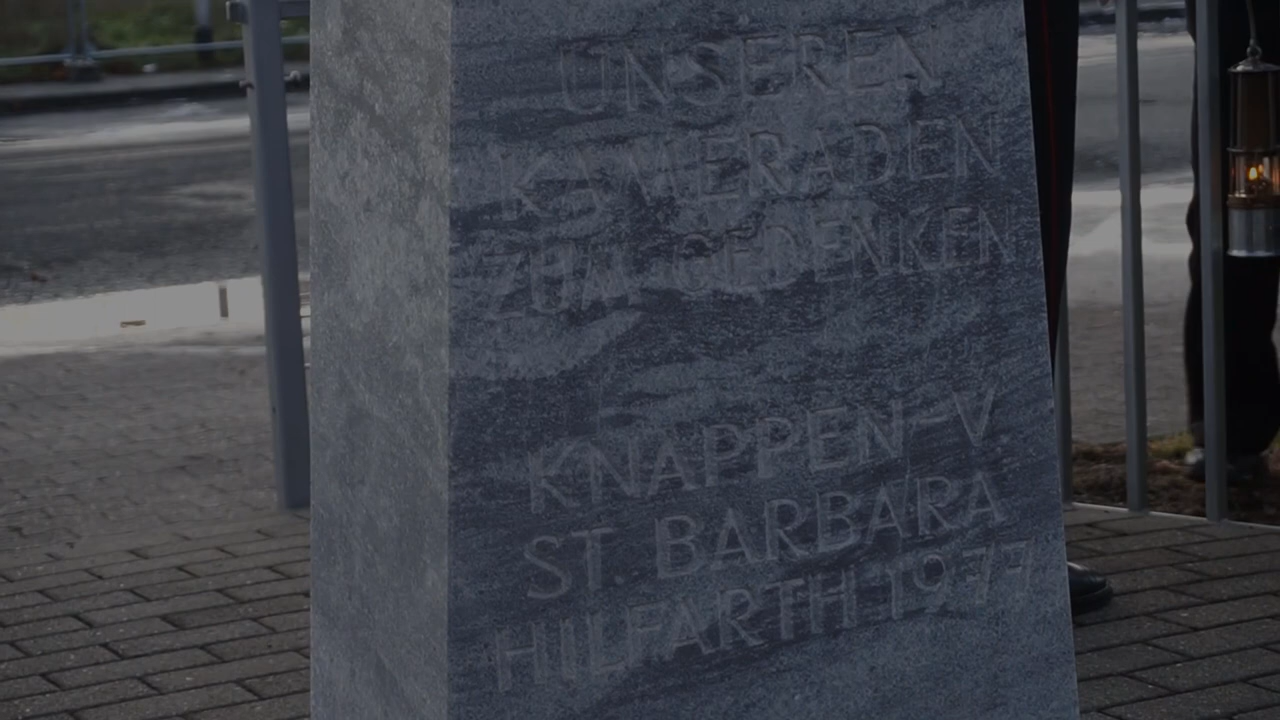 UNSEREN
KAMERADEN
ZUM GEDENKEN
KNAPPEN-V
ST. BARBARA
HILFARTH 1977